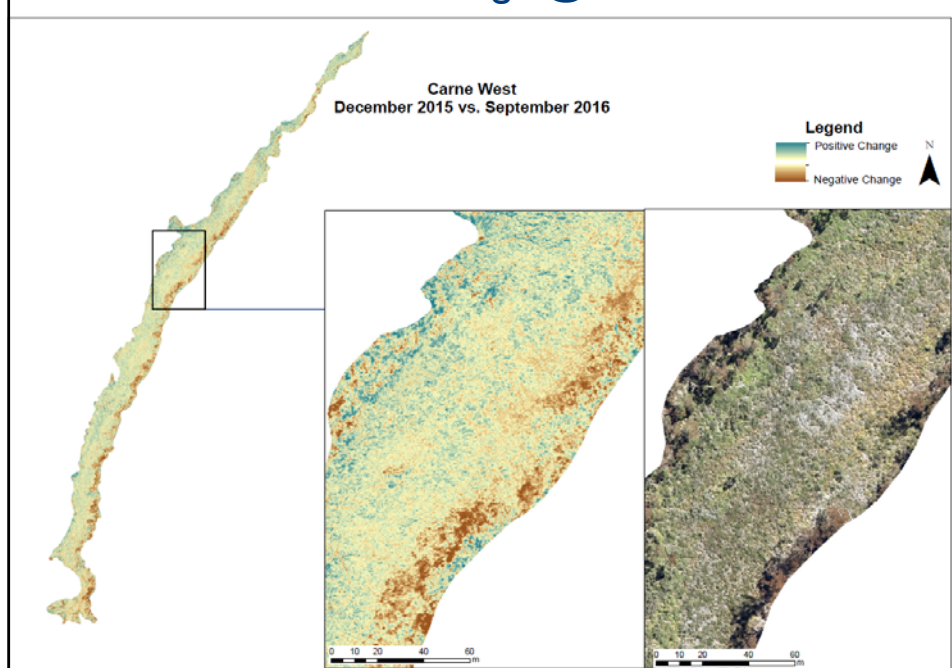 Carne West
December 2015 vs. September 2016
Legend
Positive Change
Negative Change
N
0 10 20 40 60
m
0 10 20 40 60
m